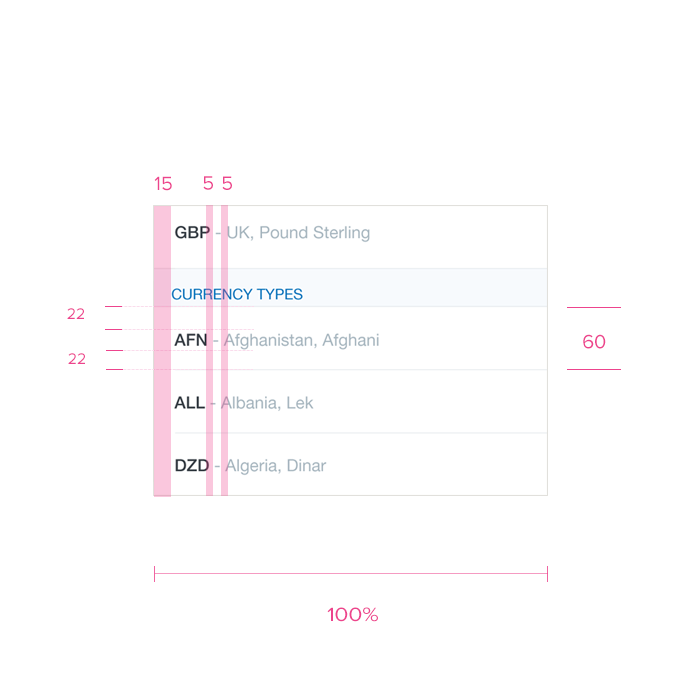 15 5 5
GBP - UK, Pound Sterling
CURRENCY TYPES
22
AFN - Afghanistan, Afghani
60
22
ALL - Albania, Lek
DZD - Algeria, Dinar
100%